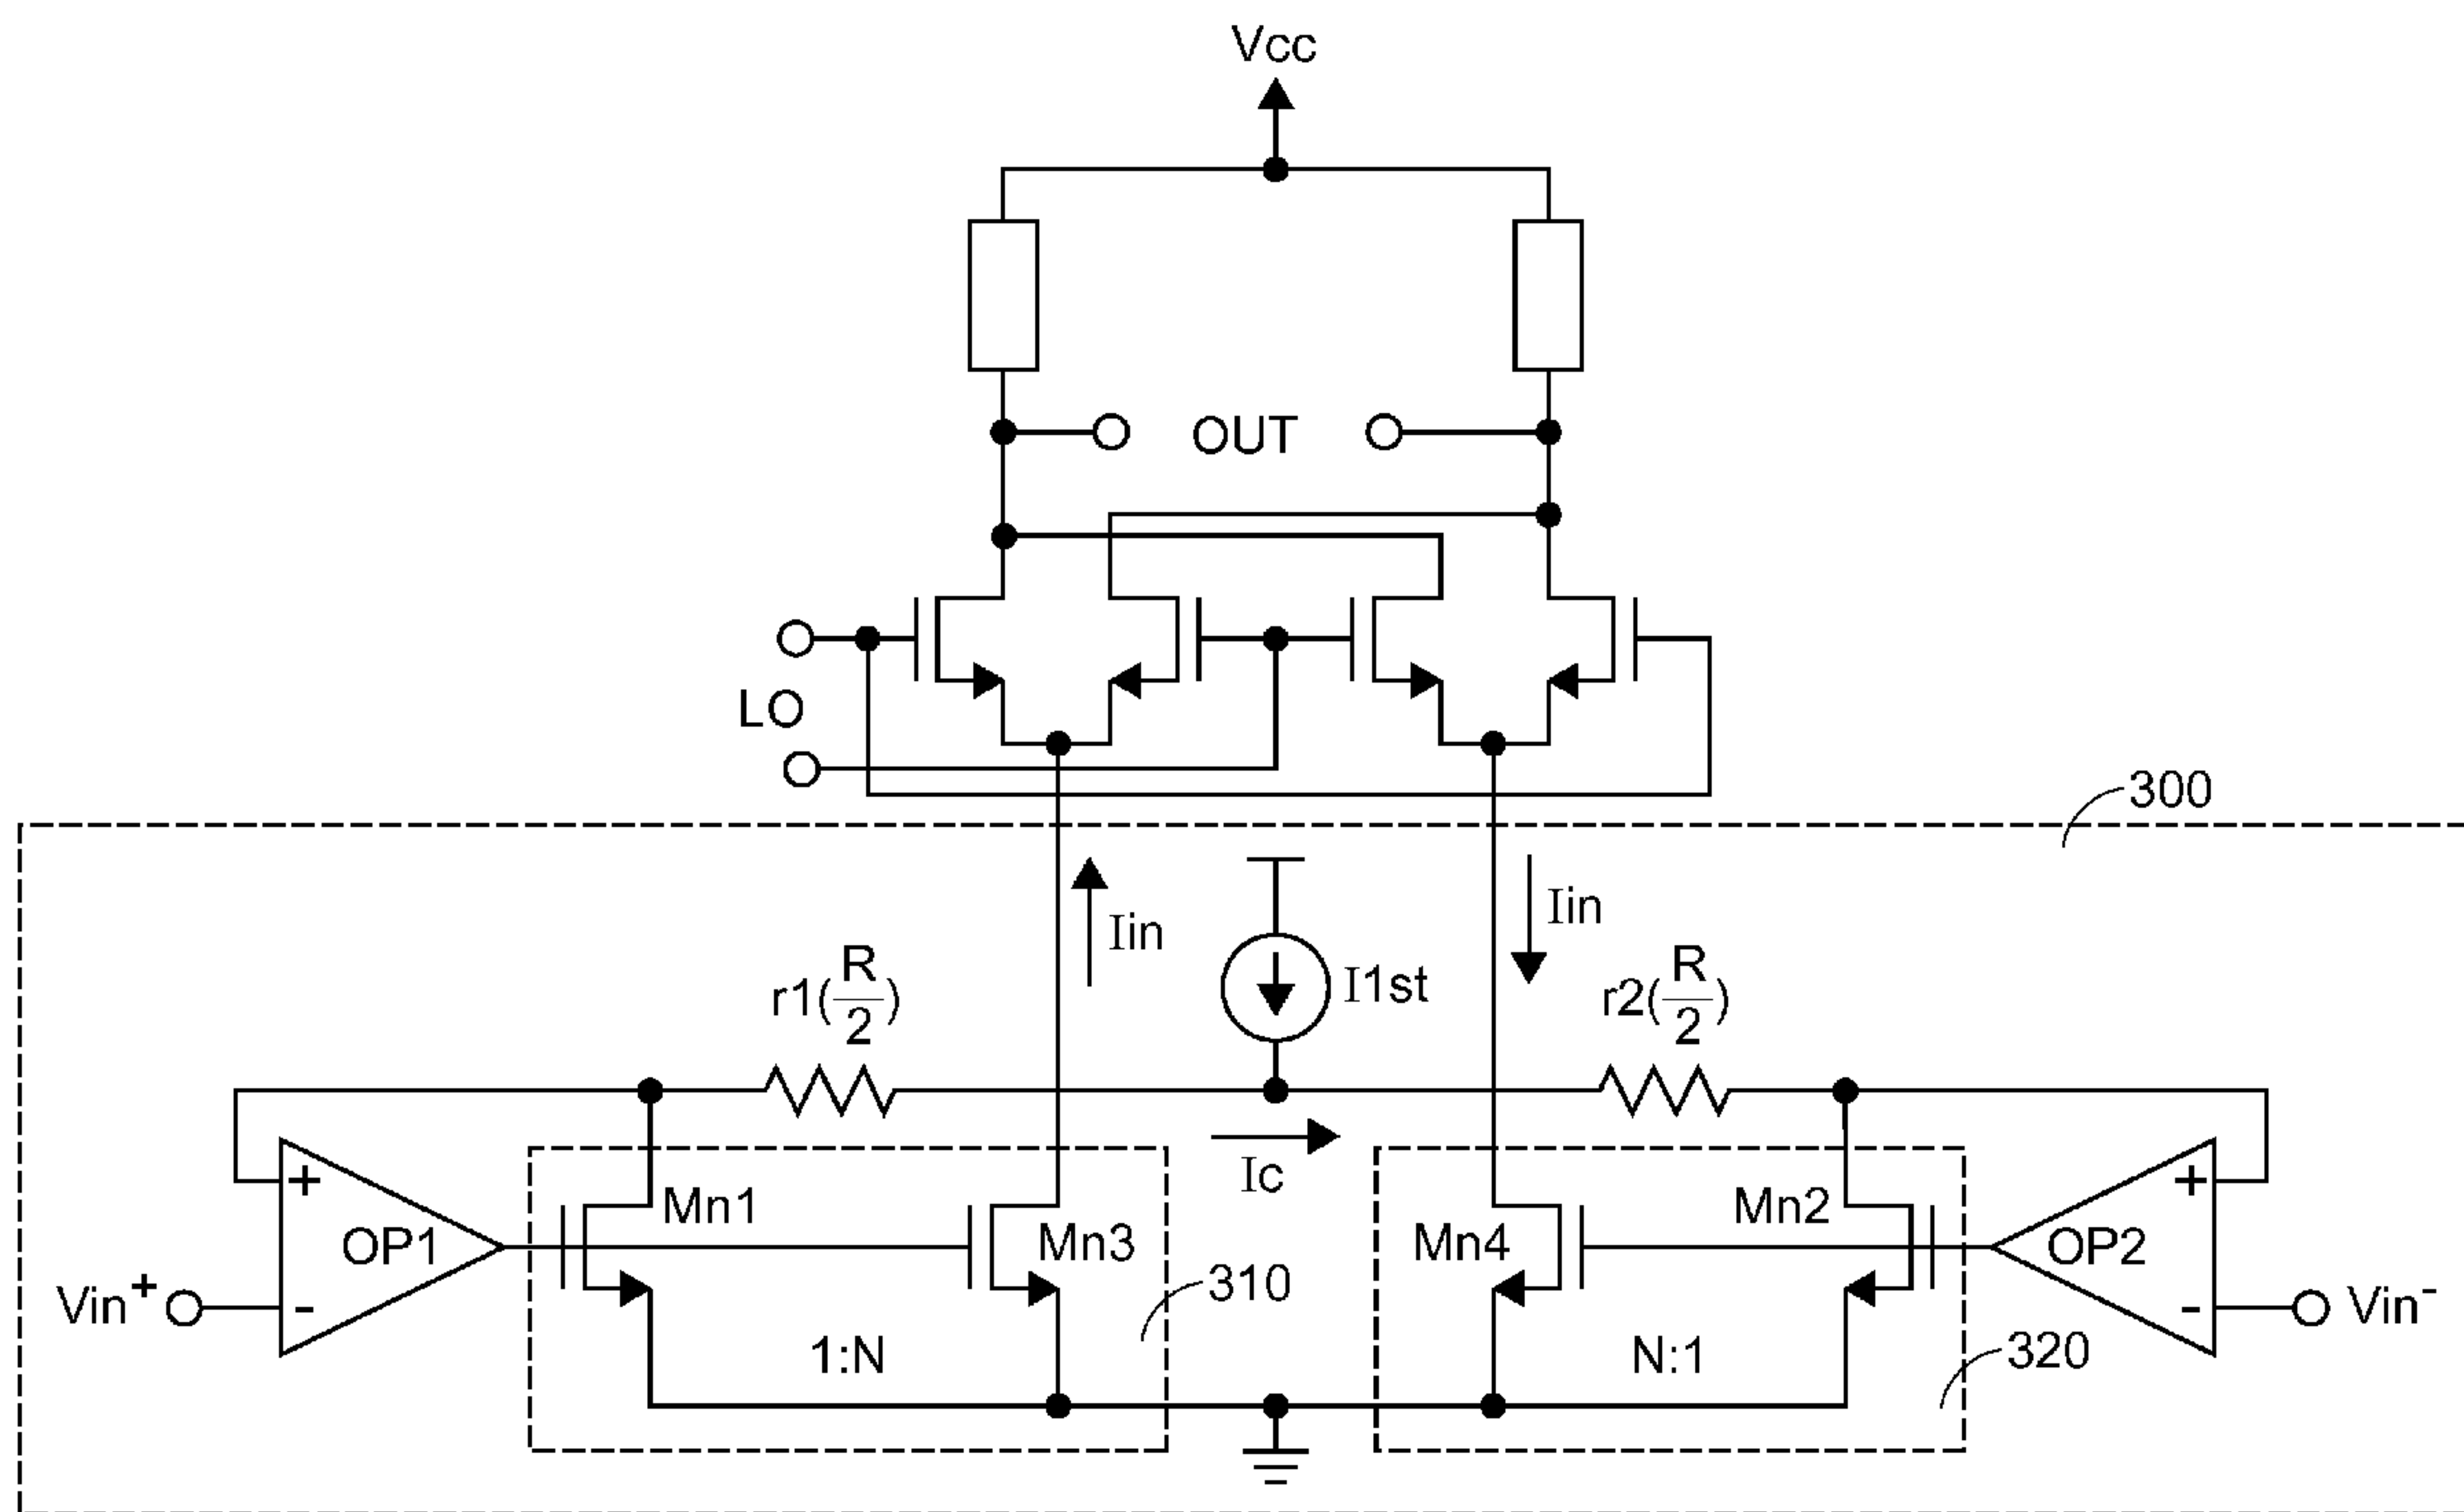 Vcc
OUT
LO
300
Iin
Iin
I1st
r1(R/2)
r2(R/2)
Ic
+
Mn1
Mn3
Mn4
Mn2
+
OP1
OP2
310
Vin+
-
-
Vin-
1:N
N:1
320